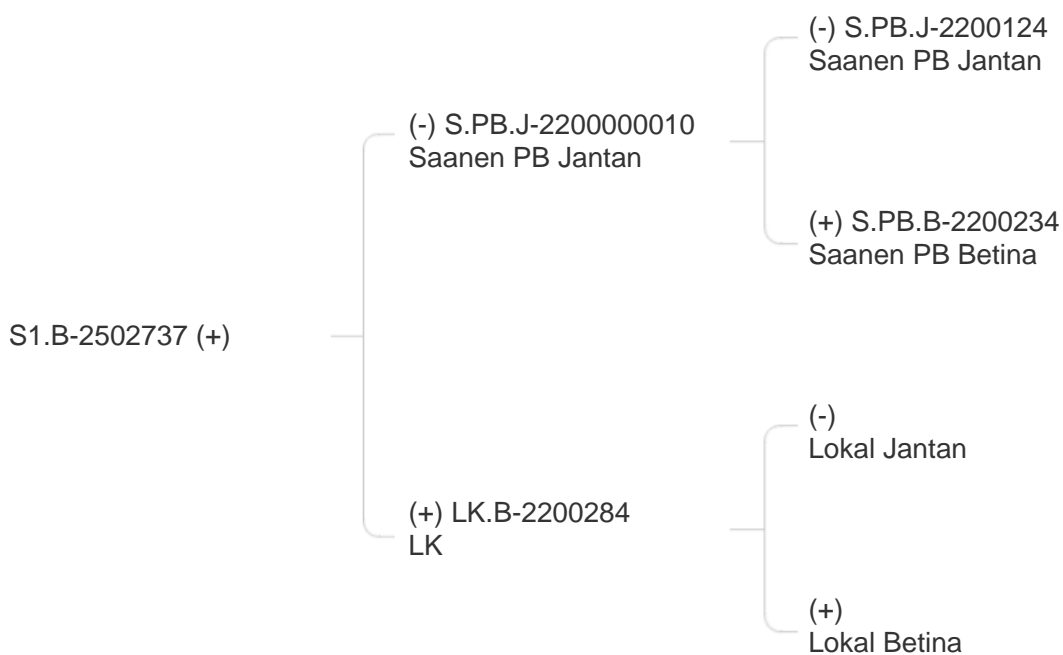 (-) S.PB.J-2200124
Saanen PB Jantan
(-) S.PB.J-2200000010
Saanen PB Jantan
(+) S.PB.B-2200234
Saanen PB Betina
S1.B-2502737 (+)
(-)
Lokal Jantan
(+) LK.B-2200284
LK
(+)
Lokal Betina